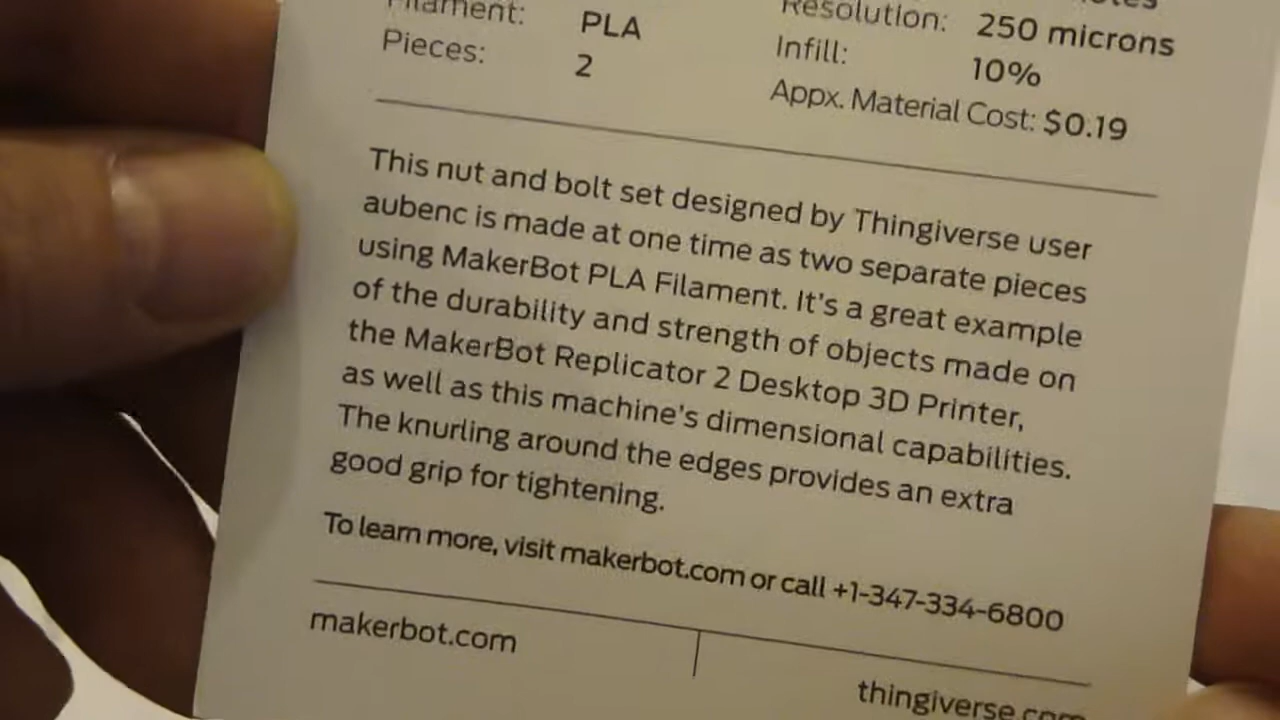 Filament: PLA
Resolution: 250 microns
Pieces: 2
Infill: 10%
Appx. Material Cost: $0.19
This nut and bolt set designed by Thingiverse user
aubenc is made at one time as two separate pieces
using MakerBot PLA Filament. It's a great example
of the durability and strength of objects made on
the MakerBot Replicator 2 Desktop 3D Printer,
as well as this machine's dimensional capabilities.
The knurling around the edges provides an extra
good grip for tightening.
To learn more, visit makerbot.com or call +1-347-334-6800
makerbot.com
thingiverse.com